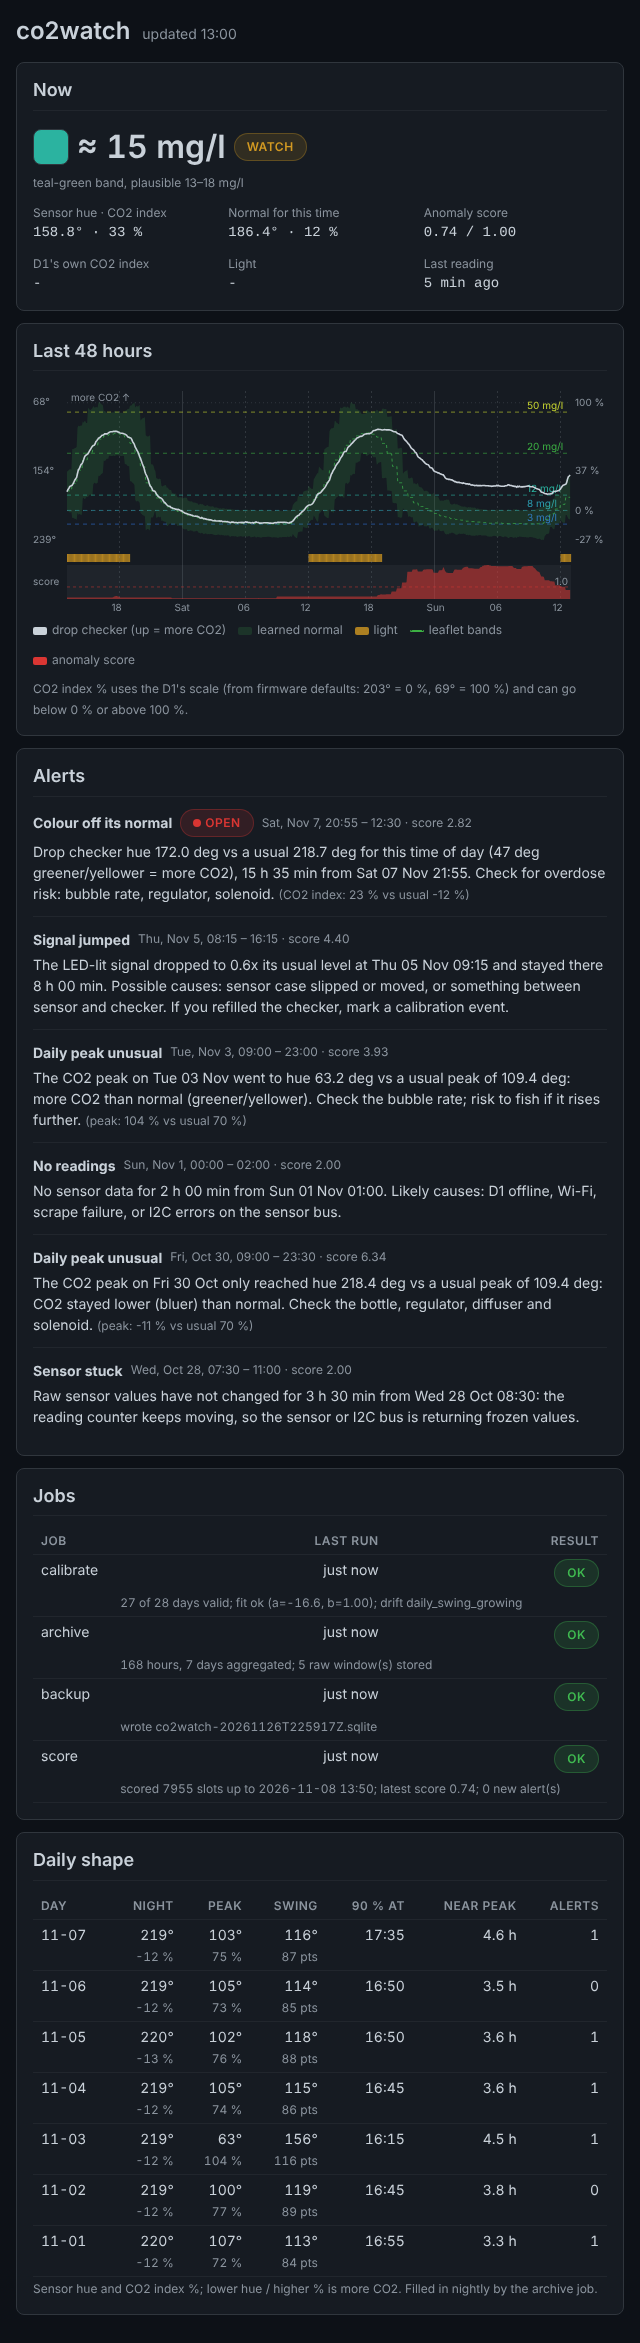 co2watch updated 13:00
Now
≈ 15 mg/l WATCH
teal-green band, plausible 13–18 mg/l
Sensor hue · CO2 index Normal for this time Anomaly score
158.8° · 33 % 186.4° · 12 % 0.74 / 1.00
D1's own CO2 index Light Last reading
- - 5 min ago
Last 48 hours
68° more CO2 ↑ 50 mg/l 100 %
20 mg/l
154° 37 %
12 mg/l
8 mg/l 0 %
3 mg/l
239° -27 %
score 1.0
18 Sat 06 12 18 Sun 06 12
drop checker (up = more CO2) learned normal light leaflet bands
anomaly score
CO2 index % uses the D1's scale (from firmware defaults: 203° = 0 %, 69° = 100 %) and can go
below 0 % or above 100 %.
Alerts
Colour off its normal OPEN Sat, Nov 7, 20:55 – 12:30 · score 2.82
Drop checker hue 172.0 deg vs a usual 218.7 deg for this time of day (47 deg
greener/yellower = more CO2), 15 h 35 min from Sat 07 Nov 21:55. Check for overdose
risk: bubble rate, regulator, solenoid. (CO2 index: 23 % vs usual -12 %)
Signal jumped Thu, Nov 5, 08:15 – 16:15 · score 4.40
The LED-lit signal dropped to 0.6x its usual level at Thu 05 Nov 09:15 and stayed there
8 h 00 min. Possible causes: sensor case slipped or moved, or something between
sensor and checker. If you refilled the checker, mark a calibration event.
Daily peak unusual Tue, Nov 3, 09:00 – 23:00 · score 3.93
The CO2 peak on Tue 03 Nov went to hue 63.2 deg vs a usual peak of 109.4 deg:
more CO2 than normal (greener/yellower). Check the bubble rate; risk to fish if it rises
further. (peak: 104 % vs usual 70 %)
No readings Sun, Nov 1, 00:00 – 02:00 · score 2.00
No sensor data for 2 h 00 min from Sun 01 Nov 01:00. Likely causes: D1 offline, Wi-Fi,
scrape failure, or I2C errors on the sensor bus.
Daily peak unusual Fri, Oct 30, 09:00 – 23:30 · score 6.34
The CO2 peak on Fri 30 Oct only reached hue 218.4 deg vs a usual peak of 109.4 deg:
CO2 stayed lower (bluer) than normal. Check the bottle, regulator, diffuser and
solenoid. (peak: -11 % vs usual 70 %)
Sensor stuck Wed, Oct 28, 07:30 – 11:00 · score 2.00
Raw sensor values have not changed for 3 h 30 min from Wed 28 Oct 08:30: the
reading counter keeps moving, so the sensor or I2C bus is returning frozen values.
Jobs
JOB LAST RUN RESULT
calibrate just now OK
27 of 28 days valid; fit ok (a=-16.6, b=1.00); drift daily_swing_growing
archive just now OK
168 hours, 7 days aggregated; 5 raw window(s) stored
backup just now OK
wrote co2watch-20261126T225917Z.sqlite
score just now OK
scored 7955 slots up to 2026-11-08 13:50; latest score 0.74; 0 new alert(s)
Daily shape
DAY NIGHT PEAK SWING 90 % AT NEAR PEAK ALERTS
11-07 219° 103° 116° 17:35 4.6 h 1
-12 % 75 % 87 pts
11-06 219° 105° 114° 16:50 3.5 h 0
-12 % 73 % 85 pts
11-05 220° 102° 118° 16:50 3.6 h 1
-13 % 76 % 88 pts
11-04 219° 105° 115° 16:45 3.6 h 1
-12 % 74 % 86 pts
11-03 219° 63° 156° 16:15 4.5 h 1
-12 % 104 % 116 pts
11-02 219° 100° 119° 16:45 3.8 h 0
-12 % 77 % 89 pts
11-01 220° 107° 113° 16:55 3.3 h 1
-12 % 72 % 84 pts
Sensor hue and CO2 index %; lower hue / higher % is more CO2. Filled in nightly by the archive job.